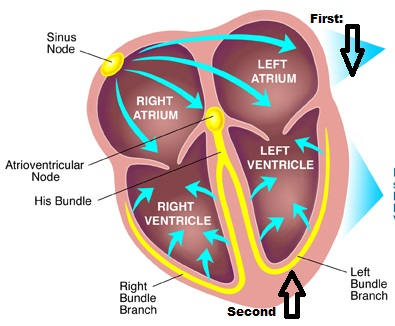 First:
Sinus
Node
LEFT
ATRIUM
RIGHT
ATRIUM
Atrioventricular
Node
LEFT
VENTRICLE
His Bundle
RIGHT
VENTRICLE
Right
Bundle
Branch
Left
Bundle
Branch
Second